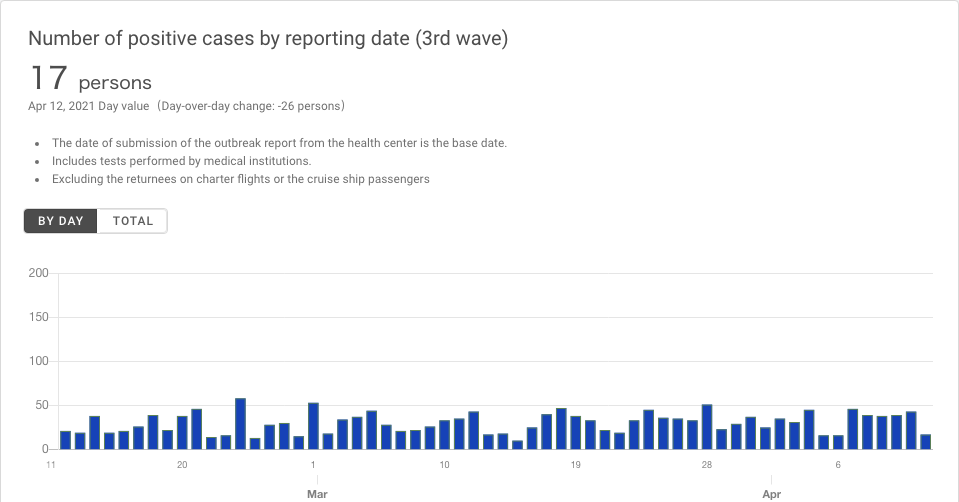 Number of positive cases by reporting date (3rd wave)
17 persons
Apr 12, 2021 Day value（Day-over-day change: -26 persons）
• The date of submission of the outbreak report from the health center is the base date.
• Includes tests performed by medical institutions.
• Excluding the returnees on charter flights or the cruise ship passengers
BY DAY TOTAL
200
150
100
50
0
11 20 1 10 19 28 6
Mar Apr